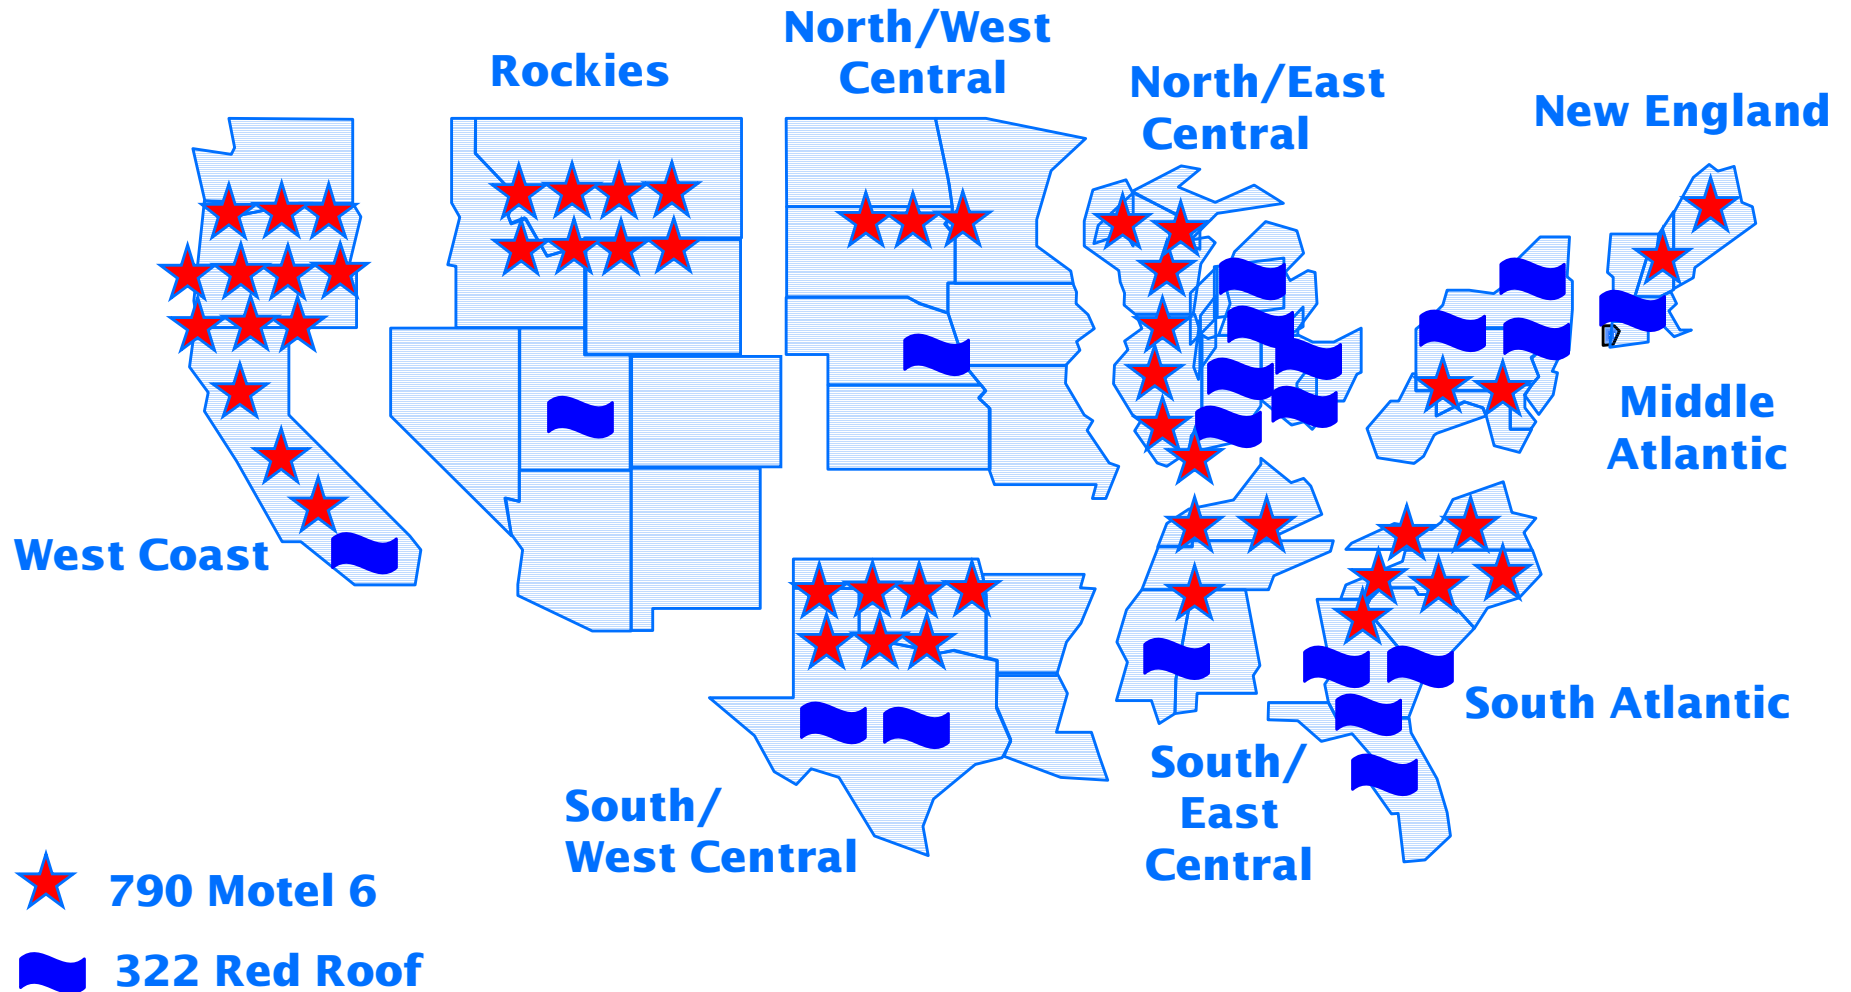 North/West
Central
Rockies
North/East
Central
New England
Middle
Atlantic
West Coast
South Atlantic
South/
East
Central
South/
West Central
790 Motel 6
322 Red Roof